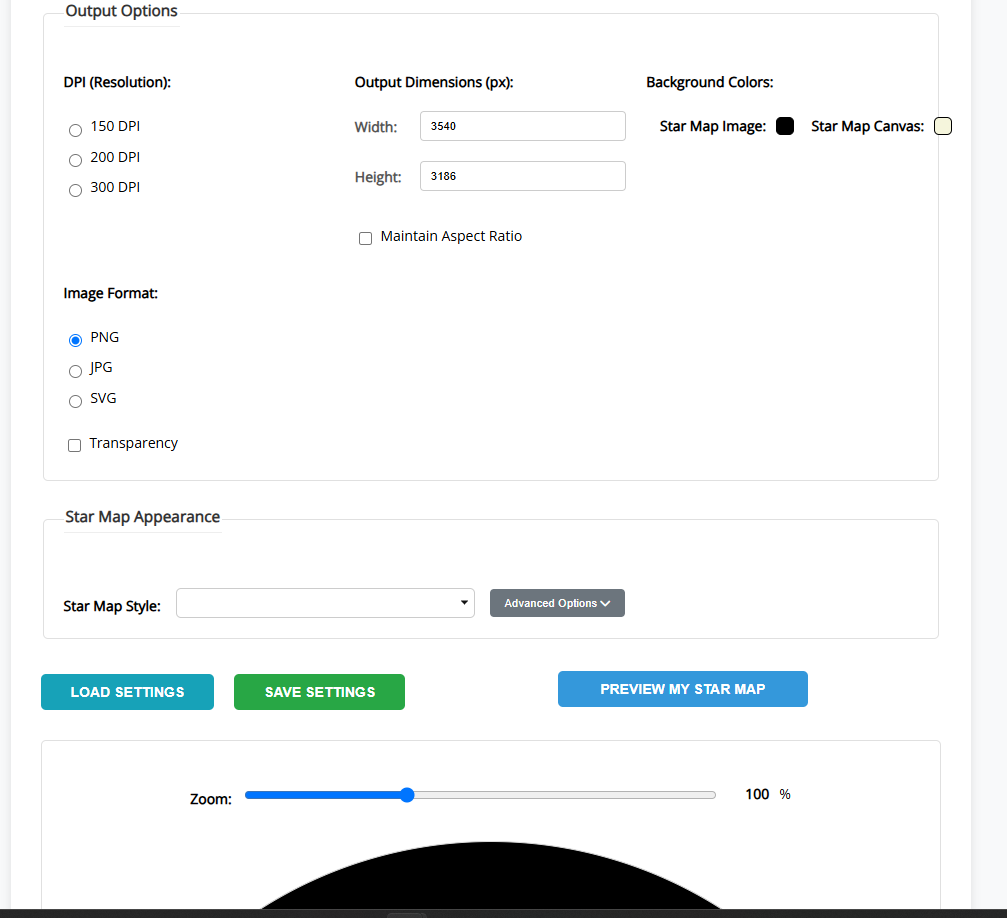 Output Options
DPI (Resolution):
150 DPI
200 DPI
300 DPI
Output Dimensions (px):
Width: 3540
Height: 3186
Maintain Aspect Ratio
Background Colors:
Star Map Image: Star Map Canvas:
Image Format:
PNG
JPG
SVG
Transparency
Star Map Appearance
Star Map Style: Advanced Options
LOAD SETTINGS SAVE SETTINGS PREVIEW MY STAR MAP
Zoom: 100 %